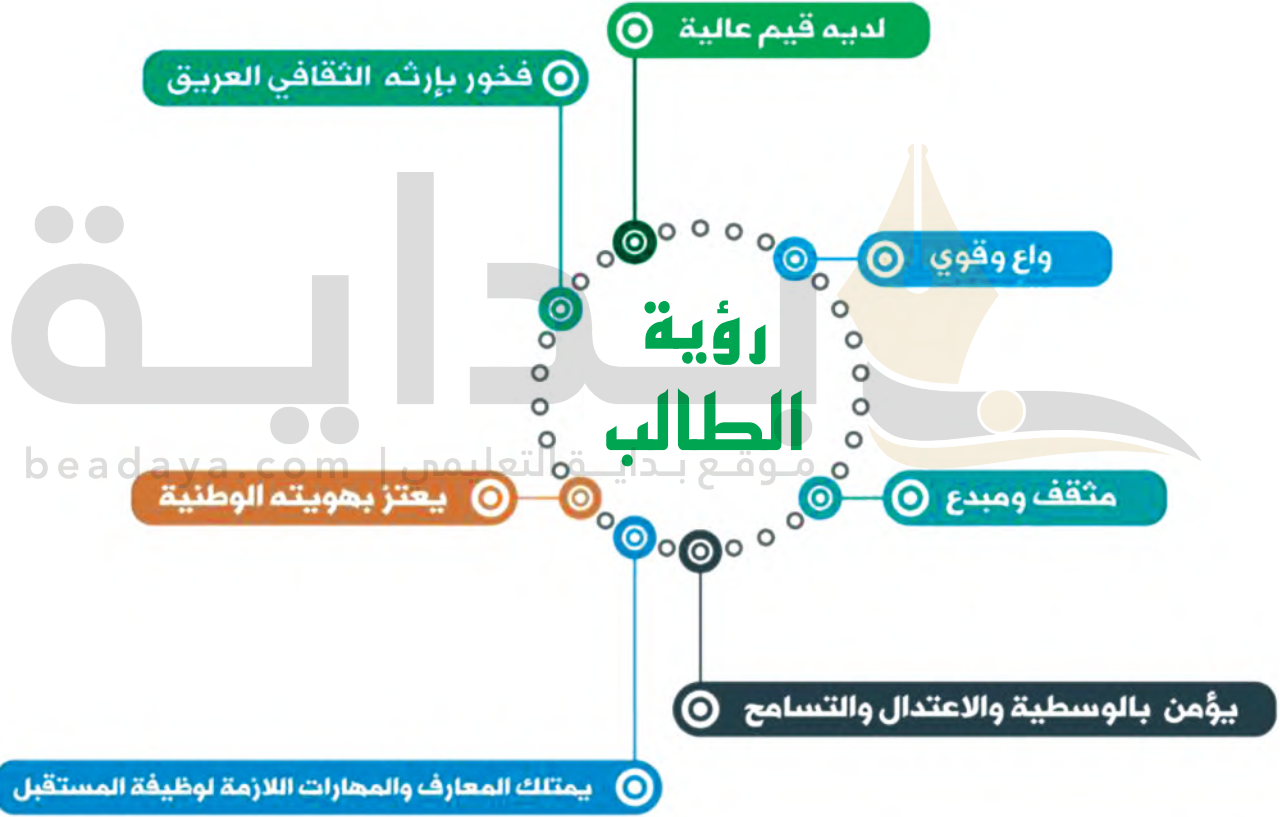 لديه قيم عالية
فخور بإرثه الثقافي العريق
واع وقوي
رؤية
الطالب
بداية
موقع بداية التعليمي | beadaya.com
مثقف ومبدع
يعتز بهويته الوطنية
يؤمن بالوسطية والاعتدال والتسامح
يمتلك المعارف والمهارات اللازمة لوظيفة المستقبل